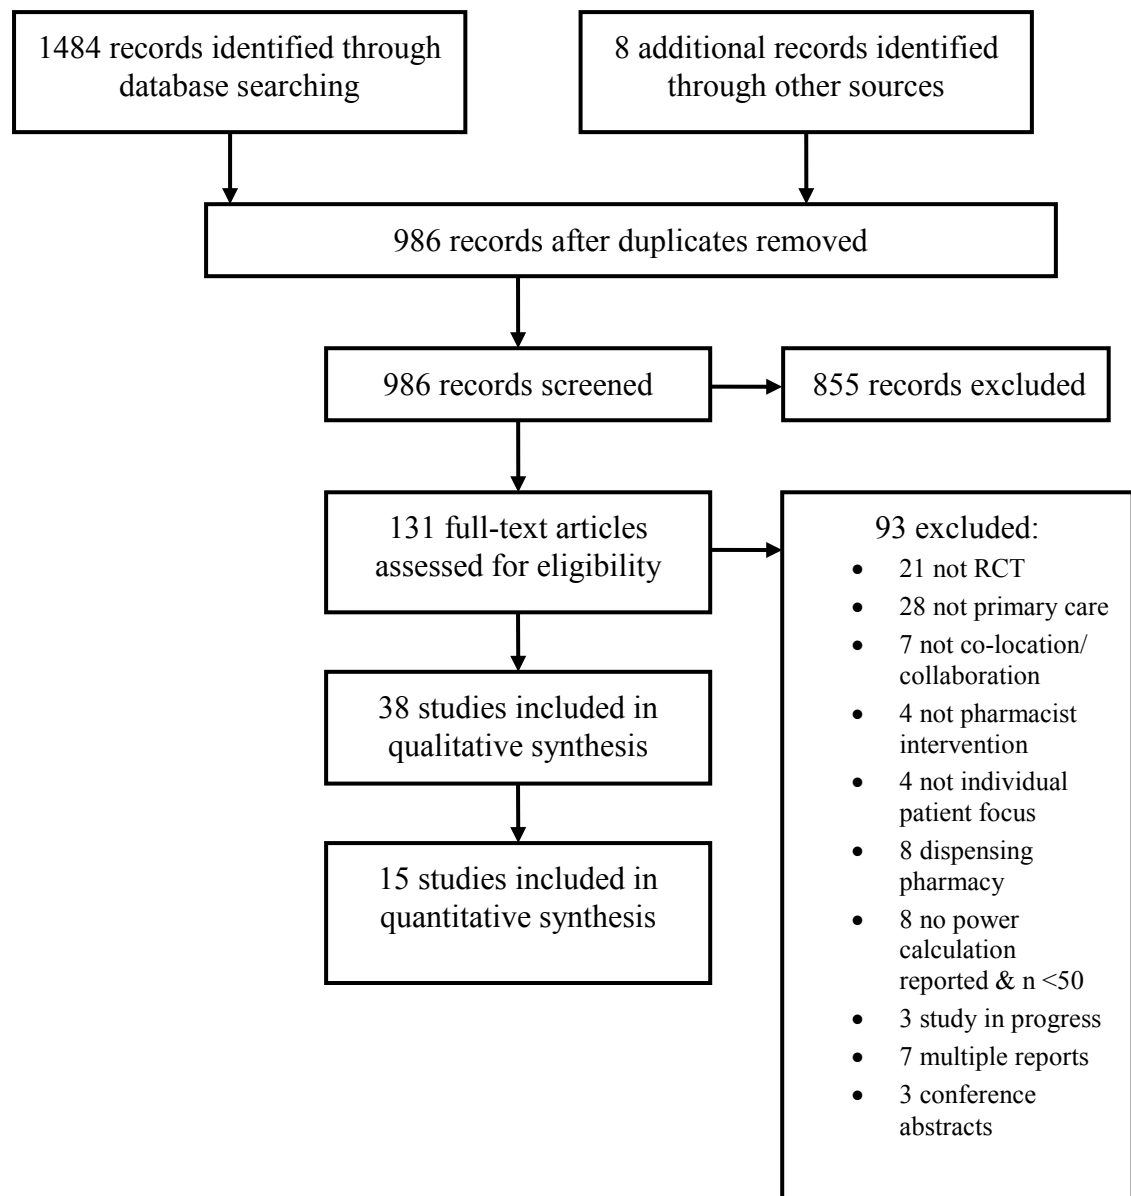 1484 records identified through
database searching
8 additional records identified
through other sources
986 records after duplicates removed
986 records screened
855 records excluded
131 full-text articles
assessed for eligibility
93 excluded:
• 21 not RCT
• 28 not primary care
• 7 not co-location/
collaboration
• 4 not pharmacist
intervention
• 4 not individual
patient focus
• 8 dispensing
pharmacy
• 8 no power
calculation
reported & n <50
• 3 study in progress
• 7 multiple reports
• 3 conference
abstracts
38 studies included in
qualitative synthesis
15 studies included in
quantitative synthesis